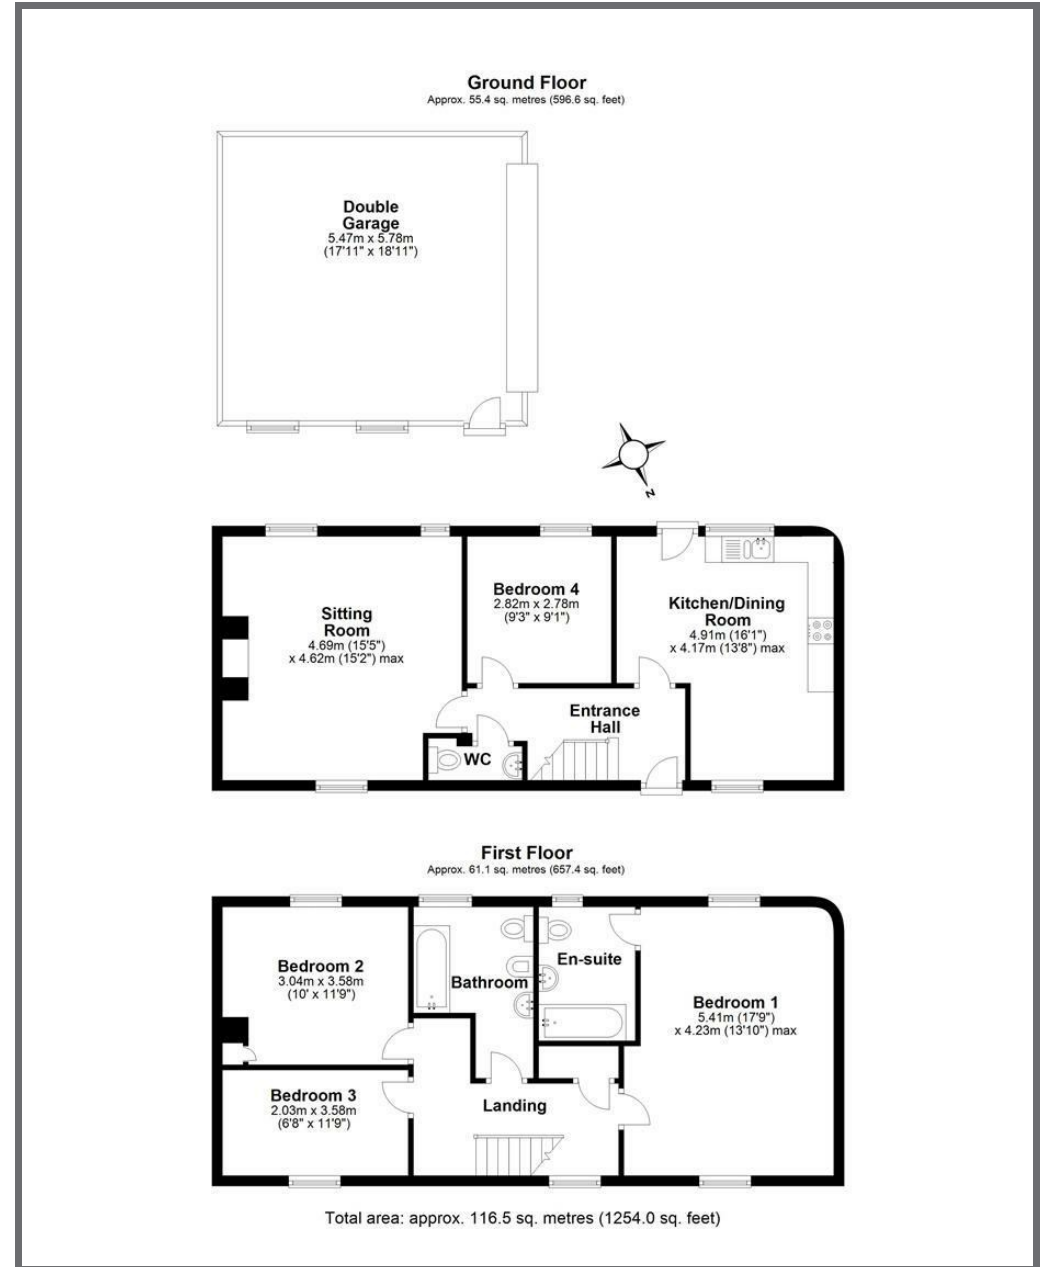 Ground Floor
Approx. 55.4 sq. metres (596.6 sq. feet)
Double
Garage
5.47m x 5.78m
(17'11" x 18'11")
N
Sitting
Room
4.69m (15'5")
x 4.62m (15'2") max
Bedroom 4
2.82m x 2.78m
(9'3" x 9'1")
Kitchen/Dining
Room
4.91m (16'1")
x 4.17m (13'8") max
Entrance
Hall
WC
First Floor
Approx. 61.1 sq. metres (657.4 sq. feet)
Bedroom 2
3.04m x 3.58m
(10' x 11'9")
Bathroom
En-suite
Bedroom 1
5.41m (17'9")
x 4.23m (13'10") max
Bedroom 3
2.03m x 3.58m
(6'8" x 11'9")
Landing
Total area: approx. 116.5 sq. metres (1254.0 sq. feet)